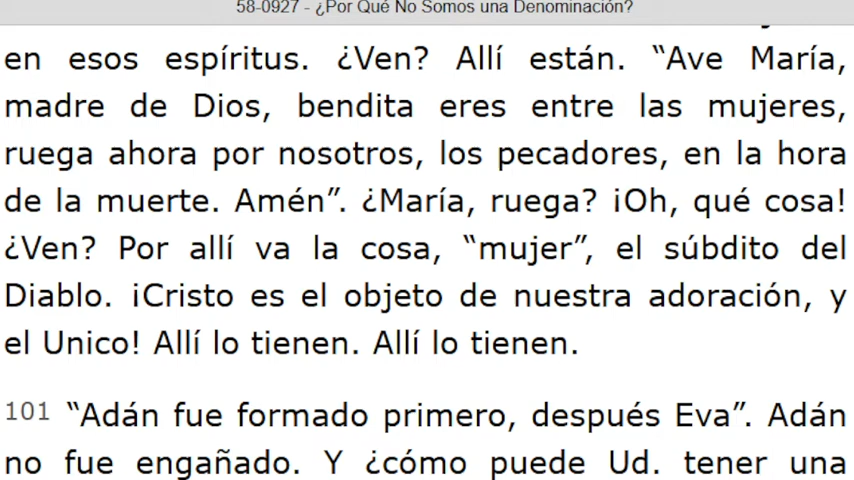 58-0927 - ¿Por Qué No Somos una Denominación?
en esos espíritus. ¿Ven? Allí están. “Ave María,
madre de Dios, bendita eres entre las mujeres,
ruega ahora por nosotros, los pecadores, en la hora
de la muerte. Amén”. ¿María, ruega? ¡Oh, qué cosa!
¿Ven? Por allí va la cosa, “mujer”, el súbdito del
Diablo. ¡Cristo es el objeto de nuestra adoración, y
el Unico! Allí lo tienen. Allí lo tienen.
101 “Adán fue formado primero, después Eva”. Adán
no fue engañado. Y ¿cómo puede Ud. tener una